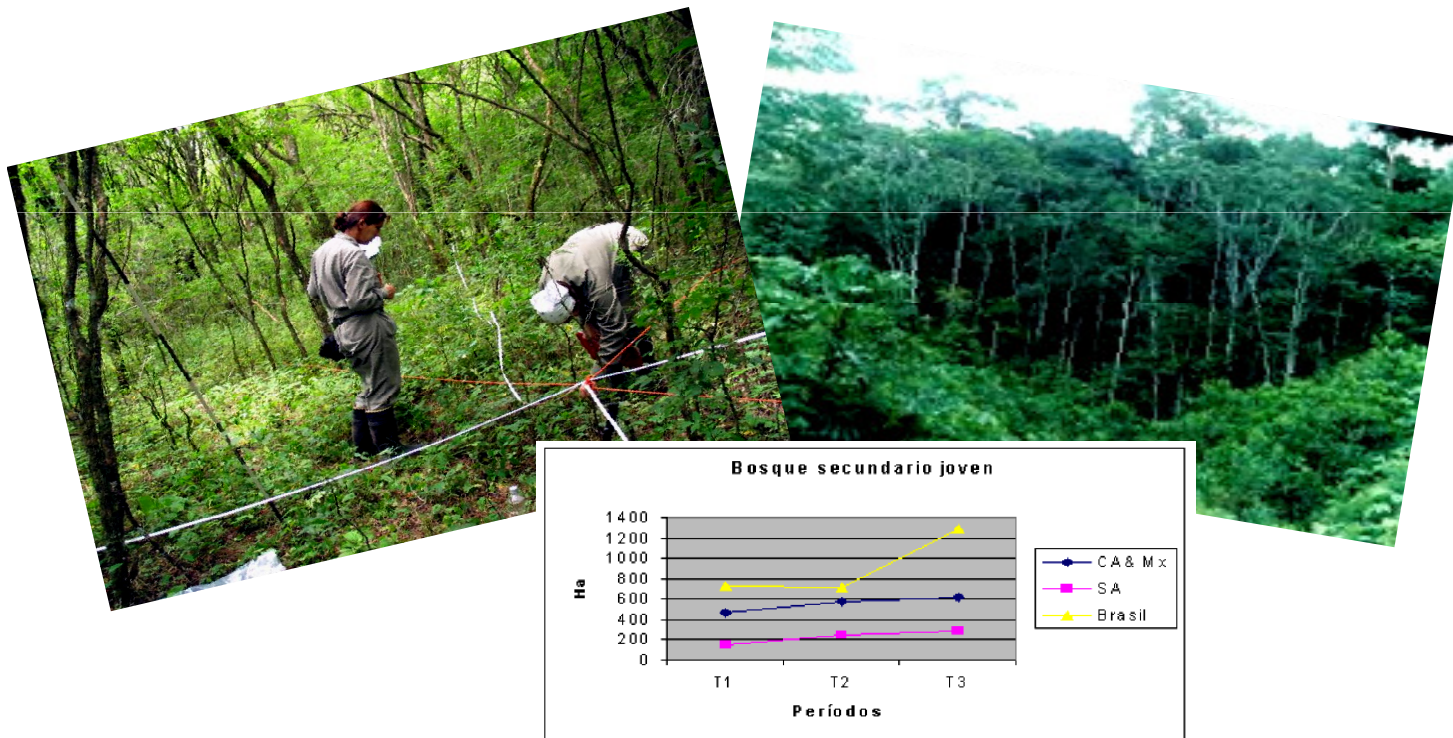 Bosque secundario joven
1400
1200
1000
800
600
400
200
0
Ha
T1 T2 T3
Períodos
CA & Mx
SA
Brasil